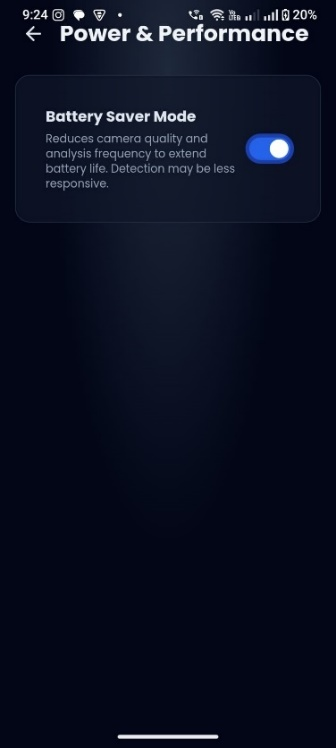 9:24 20%
Power & Performance
Battery Saver Mode
Reduces camera quality and
analysis frequency to extend
battery life. Detection may be less
responsive.